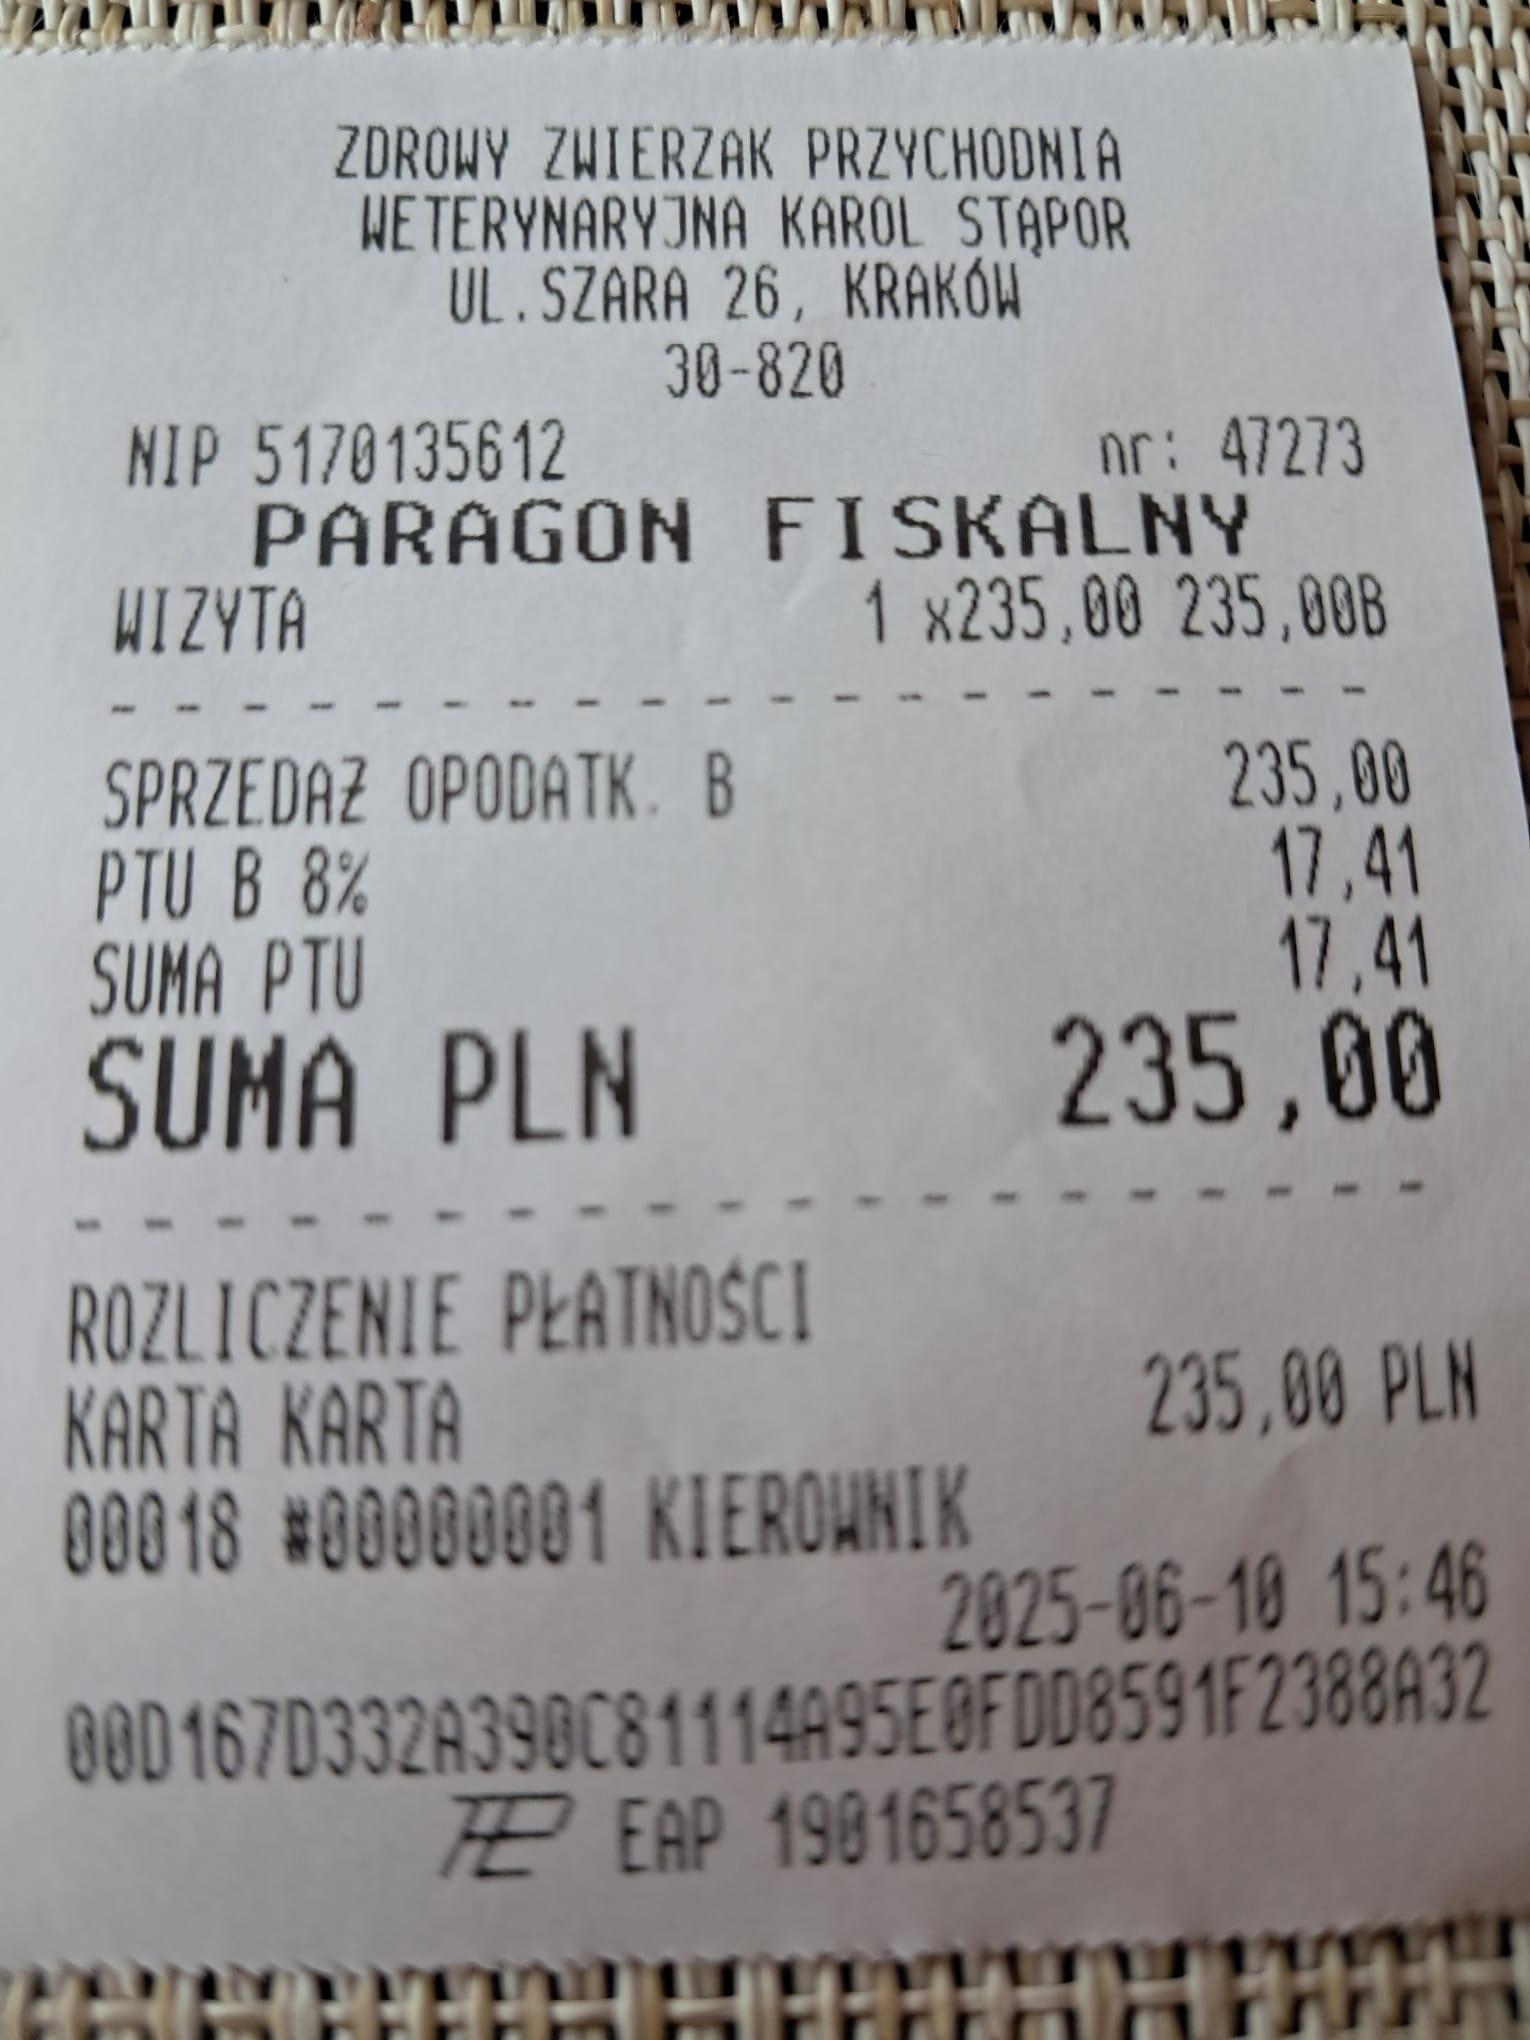 ZDROWY ZWIERZAK PRZYCHODNIA
WETERYNARYJNA KAROL STĄPOR
UL.SZARA 26, KRAKÓW
30-820
NIP 5170135612 nr: 47273
PARAGON FISKALNY
WIZYTA 1 x235,00 235,00B
SPRZEDAŻ OPODATK. B 235,00
PTU B 8% 17,41
SUMA PTU 17,41
SUMA PLN 235,00
ROZLICZENIE PŁATNOŚCI
KARTA KARTA 235,00 PLN
00018 #00000001 KIEROWNIK
2025-06-10 15:46
00D167D332A390C81114A95E0FDD8591F2388A32
EAP 1901658537